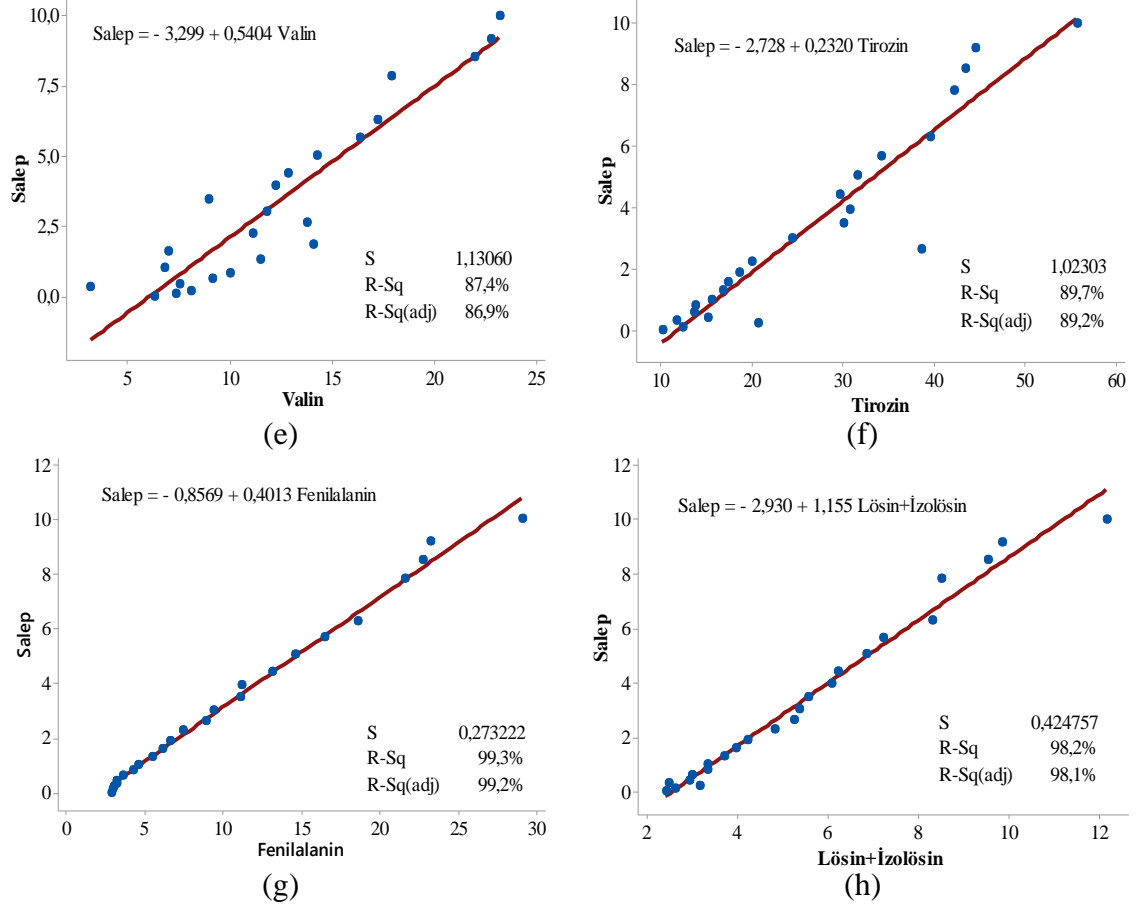 Salep = - 3,299 + 0,5404 Valin
10,0
7,5
5,0
2,5
0,0
Salep
S 1,13060
R-Sq 87,4%
R-Sq(adj) 86,9%
5 10 15 20 25
Valin
(e)
Salep = - 2,728 + 0,2320 Tirozin
10
8
6
4
2
0
Salep
S 1,02303
R-Sq 89,7%
R-Sq(adj) 89,2%
10 20 30 40 50 60
Tirozin
(f)
Salep = - 0,8569 + 0,4013 Fenilalanin
12
10
8
6
4
2
0
Salep
S 0,273222
R-Sq 99,3%
R-Sq(adj) 99,2%
0 5 10 15 20 25 30
Fenilalanin
(g)
Salep = - 2,930 + 1,155 Lösin+İzolösin
12
10
8
6
4
2
0
Salep
S 0,424757
R-Sq 98,2%
R-Sq(adj) 98,1%
2 4 6 8 10 12
Lösin+İzolösin
(h)